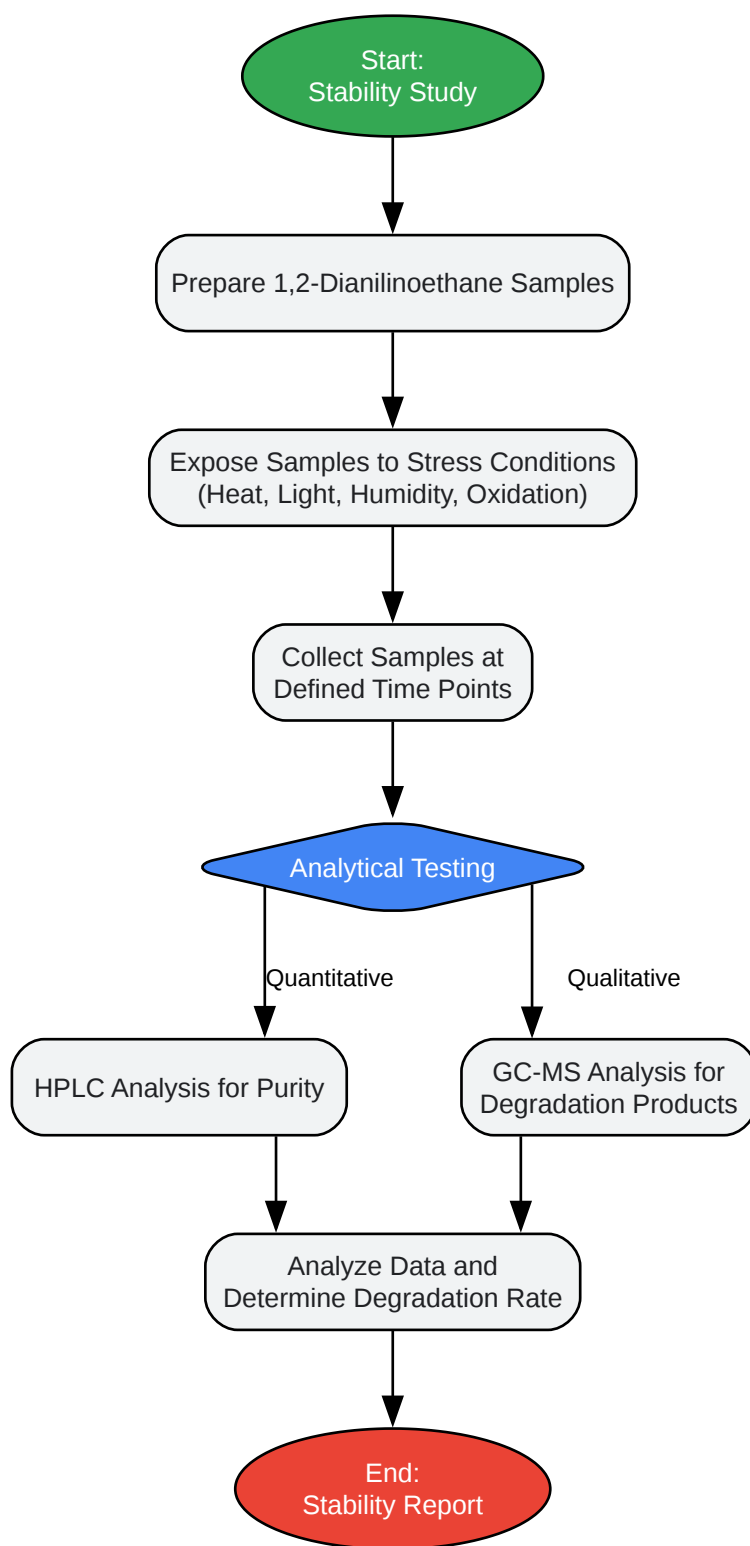 Start:
Stability Study
Prepare 1,2-Dianilinoethane Samples
Expose Samples to Stress Conditions
(Heat, Light, Humidity, Oxidation)
Collect Samples at
Defined Time Points
Analytical Testing
Quantitative
Qualitative
HPLC Analysis for Purity
GC-MS Analysis for
Degradation Products
Analyze Data and
Determine Degradation Rate
End:
Stability Report